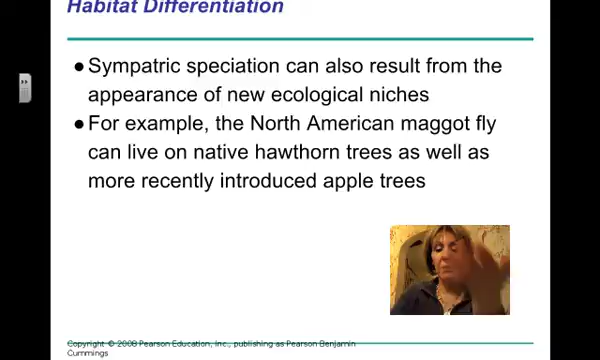 Habitat Differentiation
●Sympatric speciation can also result from the
appearance of new ecological niches
●For example, the North American maggot fly
can live on native hawthorn trees as well as
more recently introduced apple trees
Copyright © 2008 Pearson Education, Inc., publishing as Pearson Benjamin
Cummings